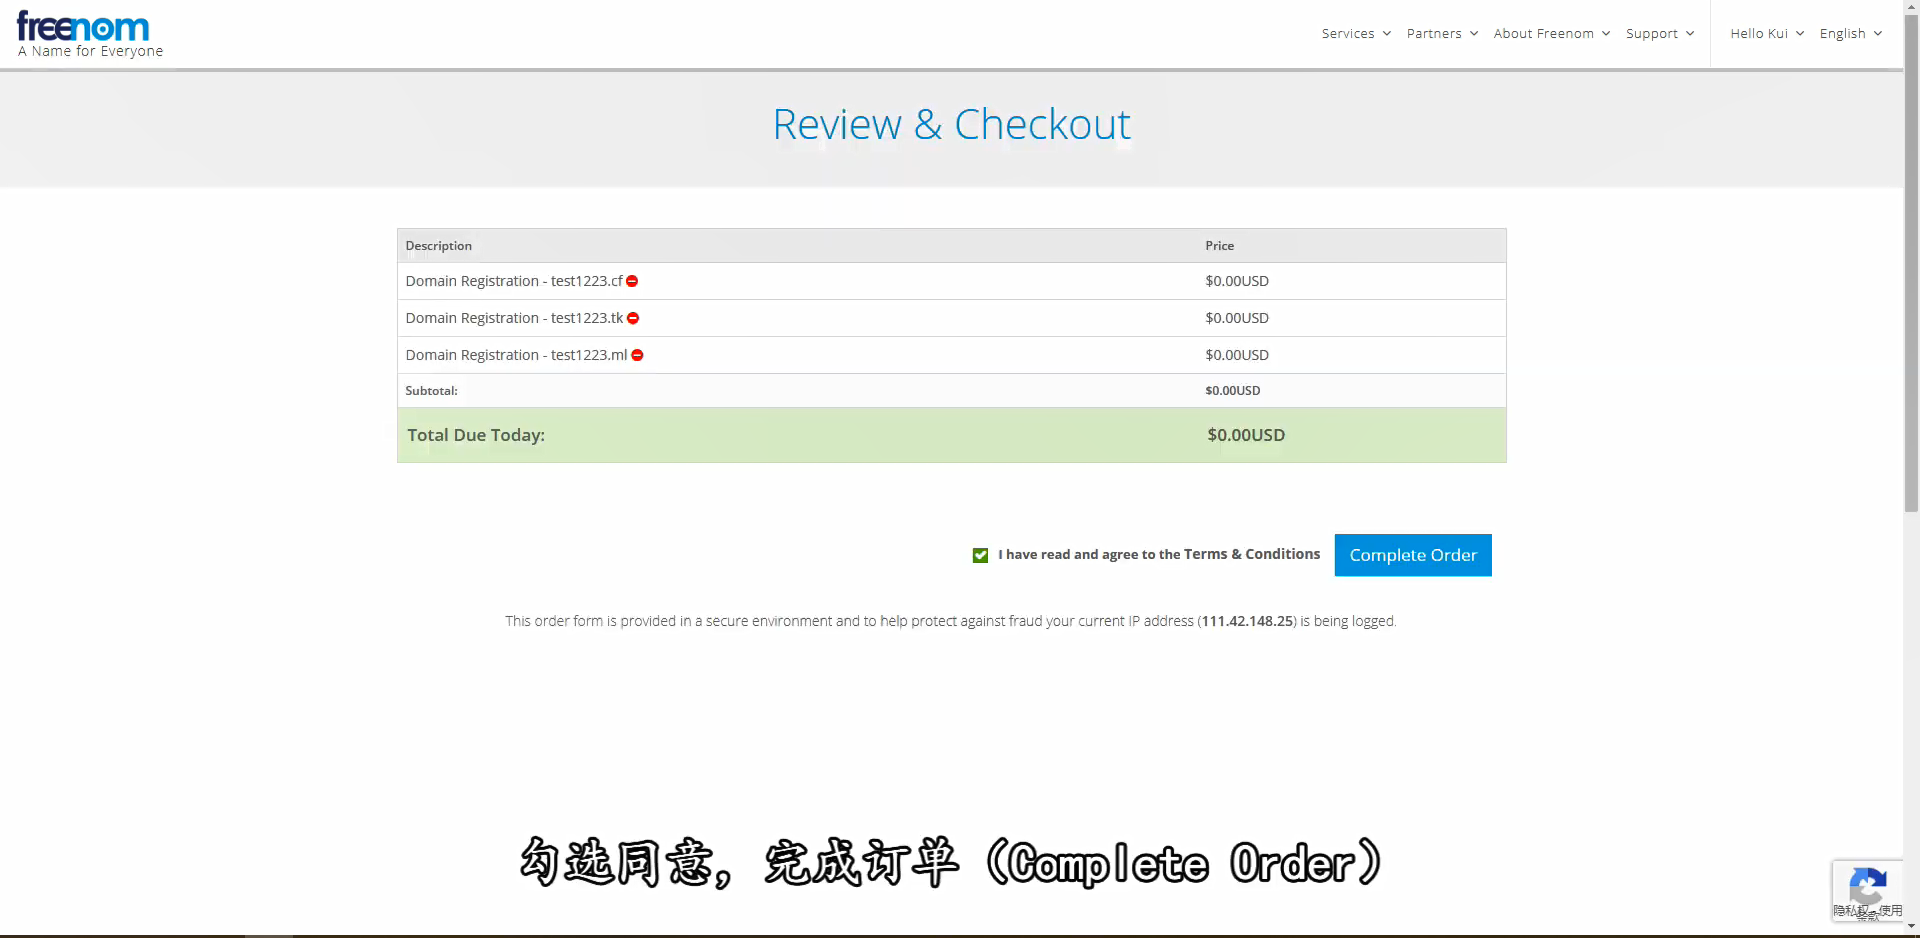 freenom
A Name for Everyone
Services Partners About Freenom Support Hello Kui English
Review & Checkout
Description Price
Domain Registration - test1223.cf $0.00USD
Domain Registration - test1223.tk $0.00USD
Domain Registration - test1223.ml $0.00USD
Subtotal: $0.00USD
Total Due Today: $0.00USD
I have read and agree to the Terms & Conditions Complete Order
This order form is provided in a secure environment and to help protect against fraud your current IP address (111.42.148.25) is being logged.
勾选同意，完成订单（Complete Order）
隐私权 - 使用
条款